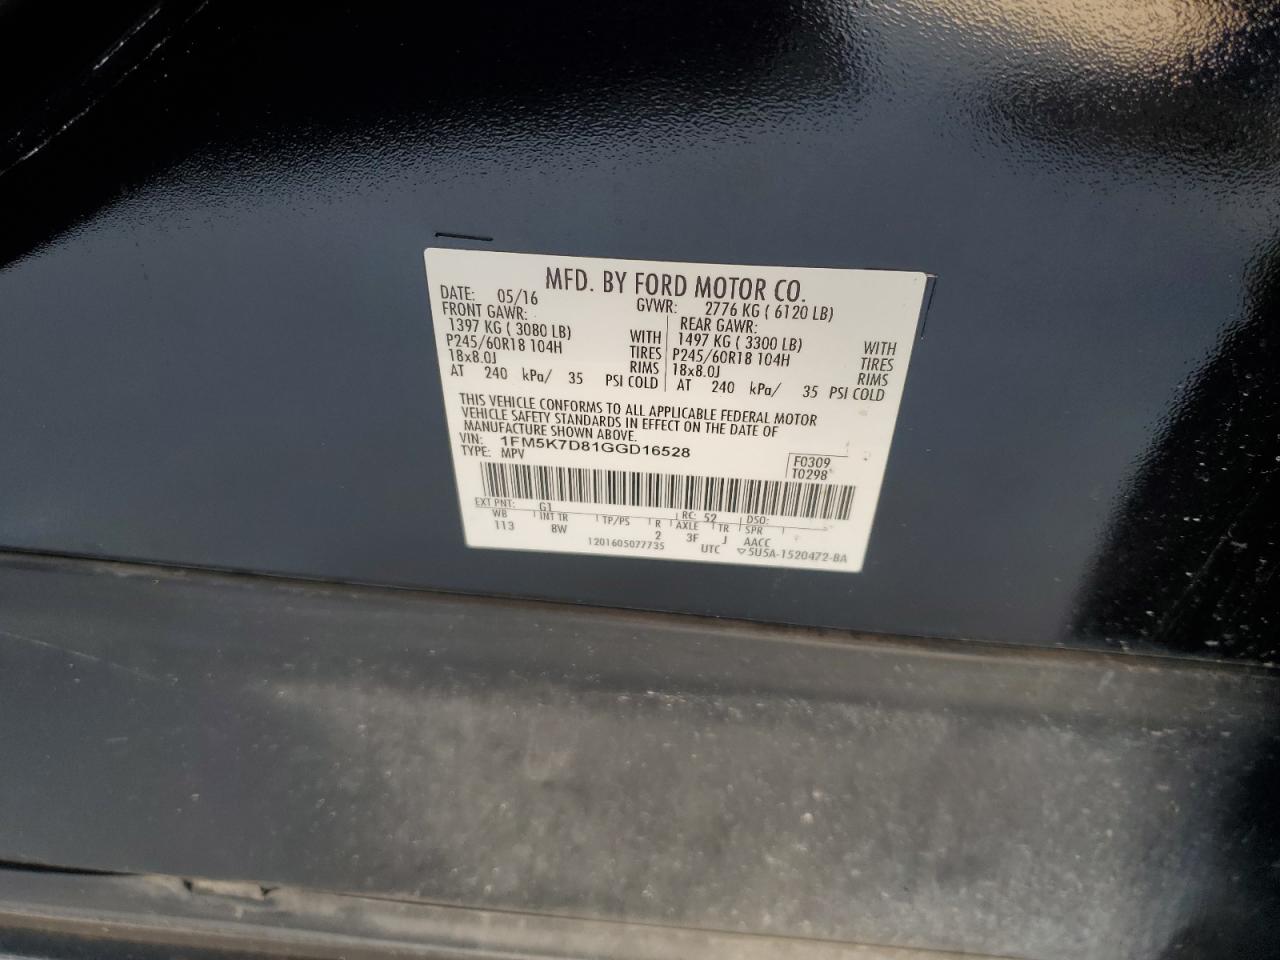 MFD. BY FORD MOTOR CO.
DATE: 05/16 GVWR: 2776 KG ( 6120 LB)
FRONT GAWR: REAR GAWR:
1397 KG ( 3080 LB) WITH 1497 KG ( 3300 LB) WITH
P245/60R18 104H TIRES P245/60R18 104H TIRES
18x8.0J RIMS 18x8.0J RIMS
AT 240 kPa/ 35 PSI COLD AT 240 kPa/ 35 PSI COLD
THIS VEHICLE CONFORMS TO ALL APPLICABLE FEDERAL MOTOR
VEHICLE SAFETY STANDARDS IN EFFECT ON THE DATE OF
MANUFACTURE SHOWN ABOVE.
VIN: 1FM5K7D81GGD16528
TYPE: MPV
F0309
T0298
EXT PNT: G1 RC: 52 DSO:
WB INT TR TP/PS R AXLE TR SPR
113 8W 2 3F J AACC
1201605077735 UTC ▽5U5A-1520472-BA